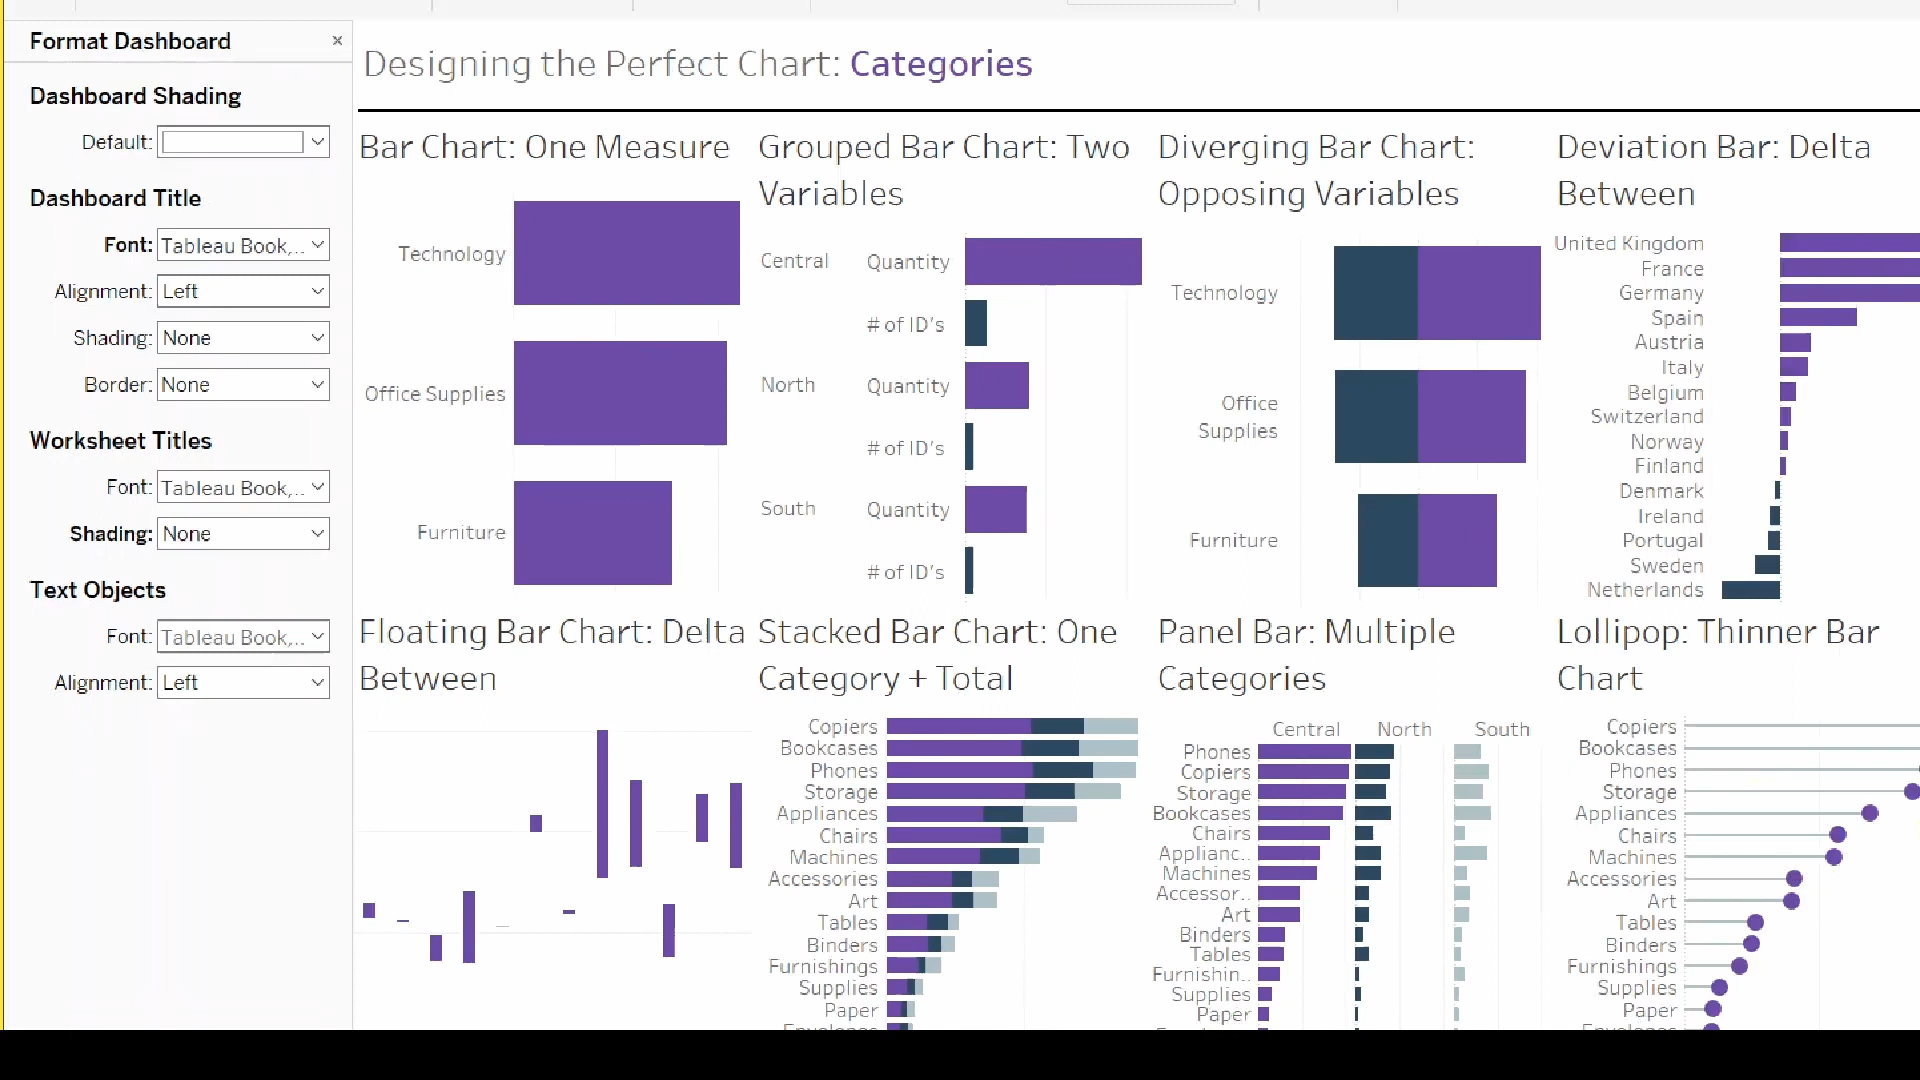 Format Dashboard ×
Dashboard Shading
Default:
Dashboard Title
Font: Tableau Book,..
Alignment: Left
Shading: None
Border: None
Worksheet Titles
Font: Tableau Book,..
Shading: None
Text Objects
Font: Tableau Book,..
Alignment: Left
Designing the Perfect Chart: Categories
Bar Chart: One Measure
Technology
Office Supplies
Furniture
Grouped Bar Chart: Two
Variables
Central Quantity
# of ID's
North Quantity
# of ID's
South Quantity
# of ID's
Diverging Bar Chart:
Opposing Variables
Technology
Office
Supplies
Furniture
Deviation Bar: Delta
Between
United Kingdom
France
Germany
Spain
Austria
Italy
Belgium
Switzerland
Norway
Finland
Denmark
Ireland
Portugal
Sweden
Netherlands
Floating Bar Chart: Delta
Between
Stacked Bar Chart: One
Category + Total
Copiers
Bookcases
Phones
Storage
Appliances
Chairs
Machines
Accessories
Art
Tables
Binders
Furnishings
Supplies
Paper
Panel Bar: Multiple
Categories
Central North South
Phones
Copiers
Storage
Bookcases
Chairs
Applianc..
Machines
Accessor..
Art
Binders
Tables
Furnishin..
Supplies
Paper
Lollipop: Thinner Bar
Chart
Copiers
Bookcases
Phones
Storage
Appliances
Chairs
Machines
Accessories
Art
Tables
Binders
Furnishings
Supplies
Paper